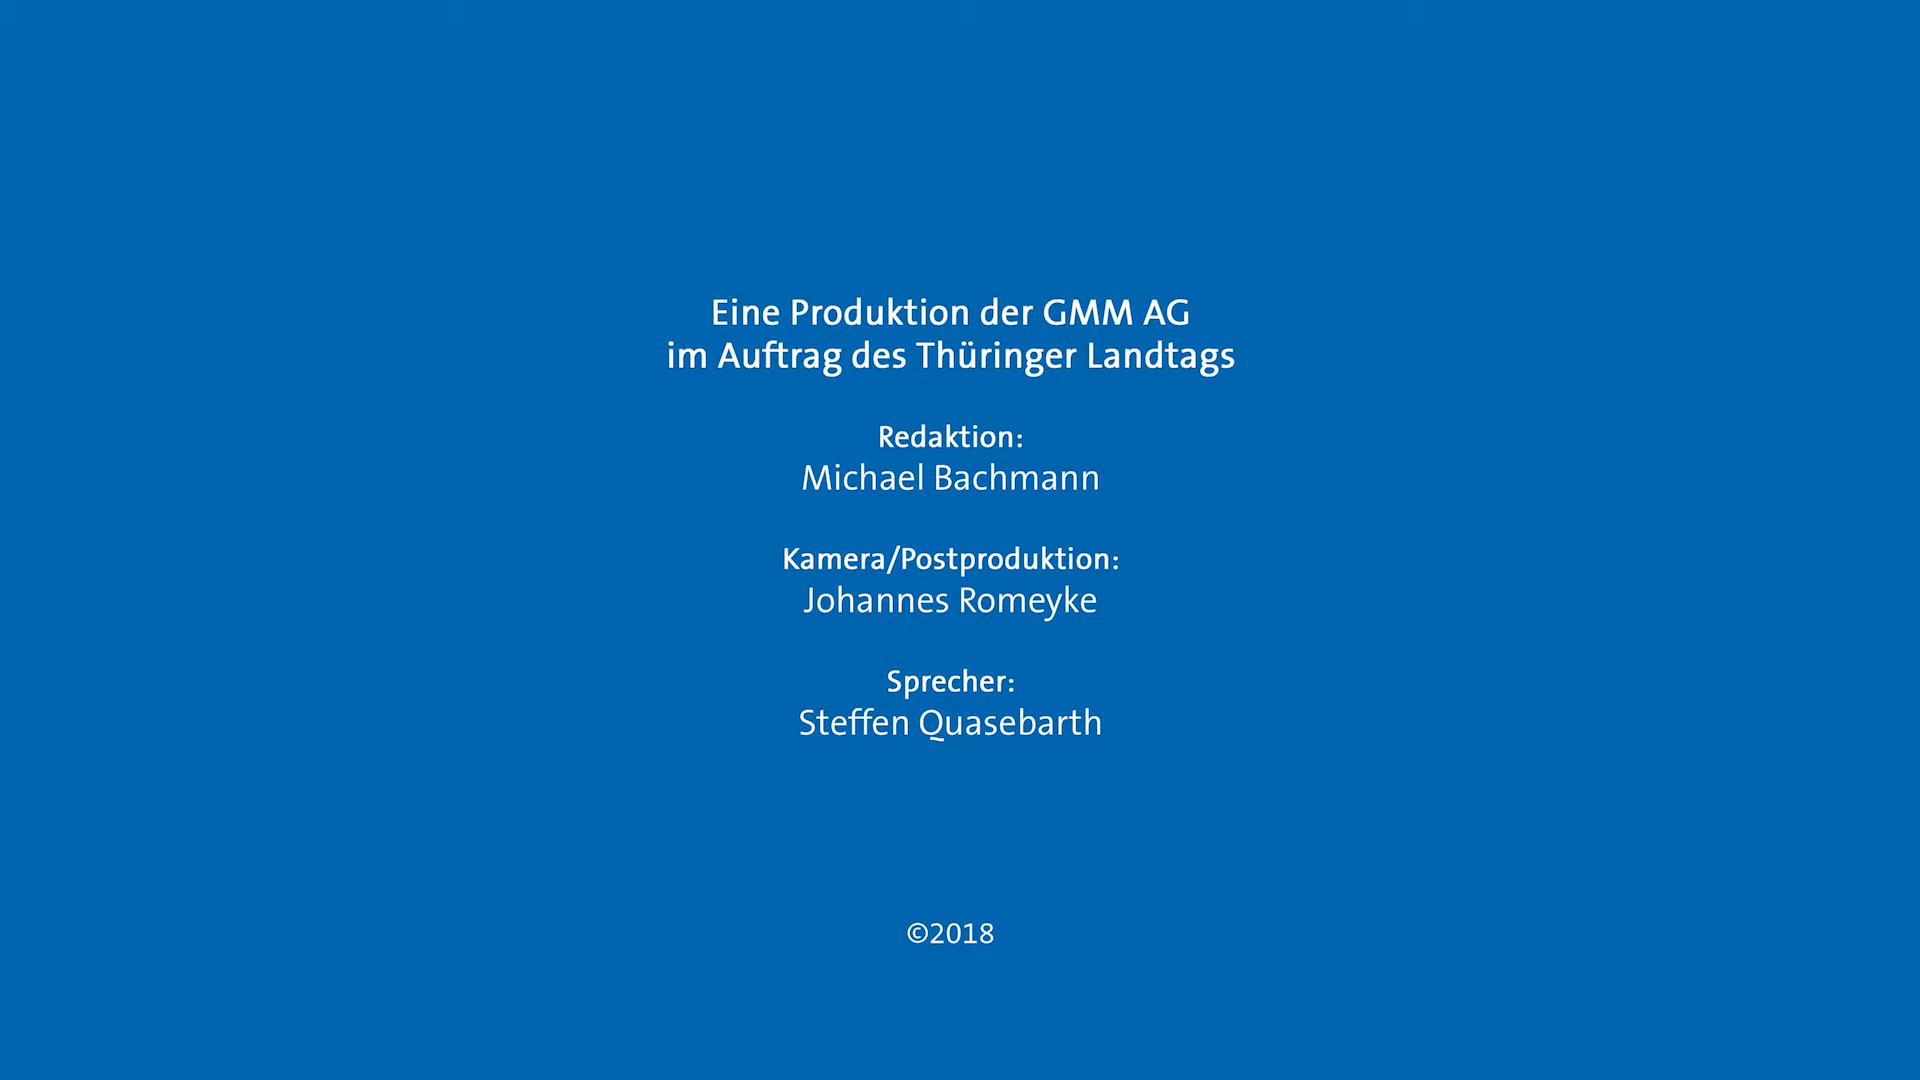 Eine Produktion der GMM AG
im Auftrag des Thüringer Landtags
Redaktion:
Michael Bachmann
Kamera/Postproduktion:
Johannes Romeyke
Sprecher:
Steffen Quasebarth
©2018